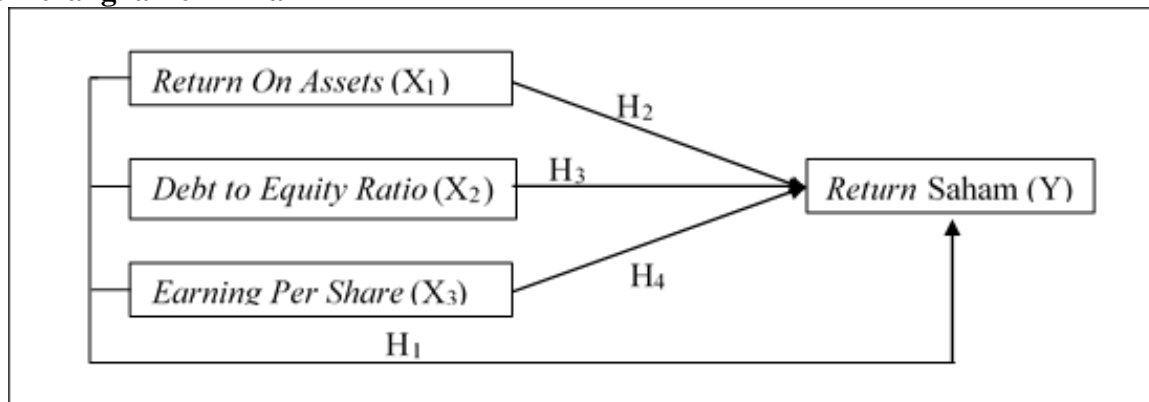 Return On Assets (X1)
H2
Debt to Equity Ratio (X2)
H3
Return Saham (Y)
Earning Per Share (X3)
H4
H1